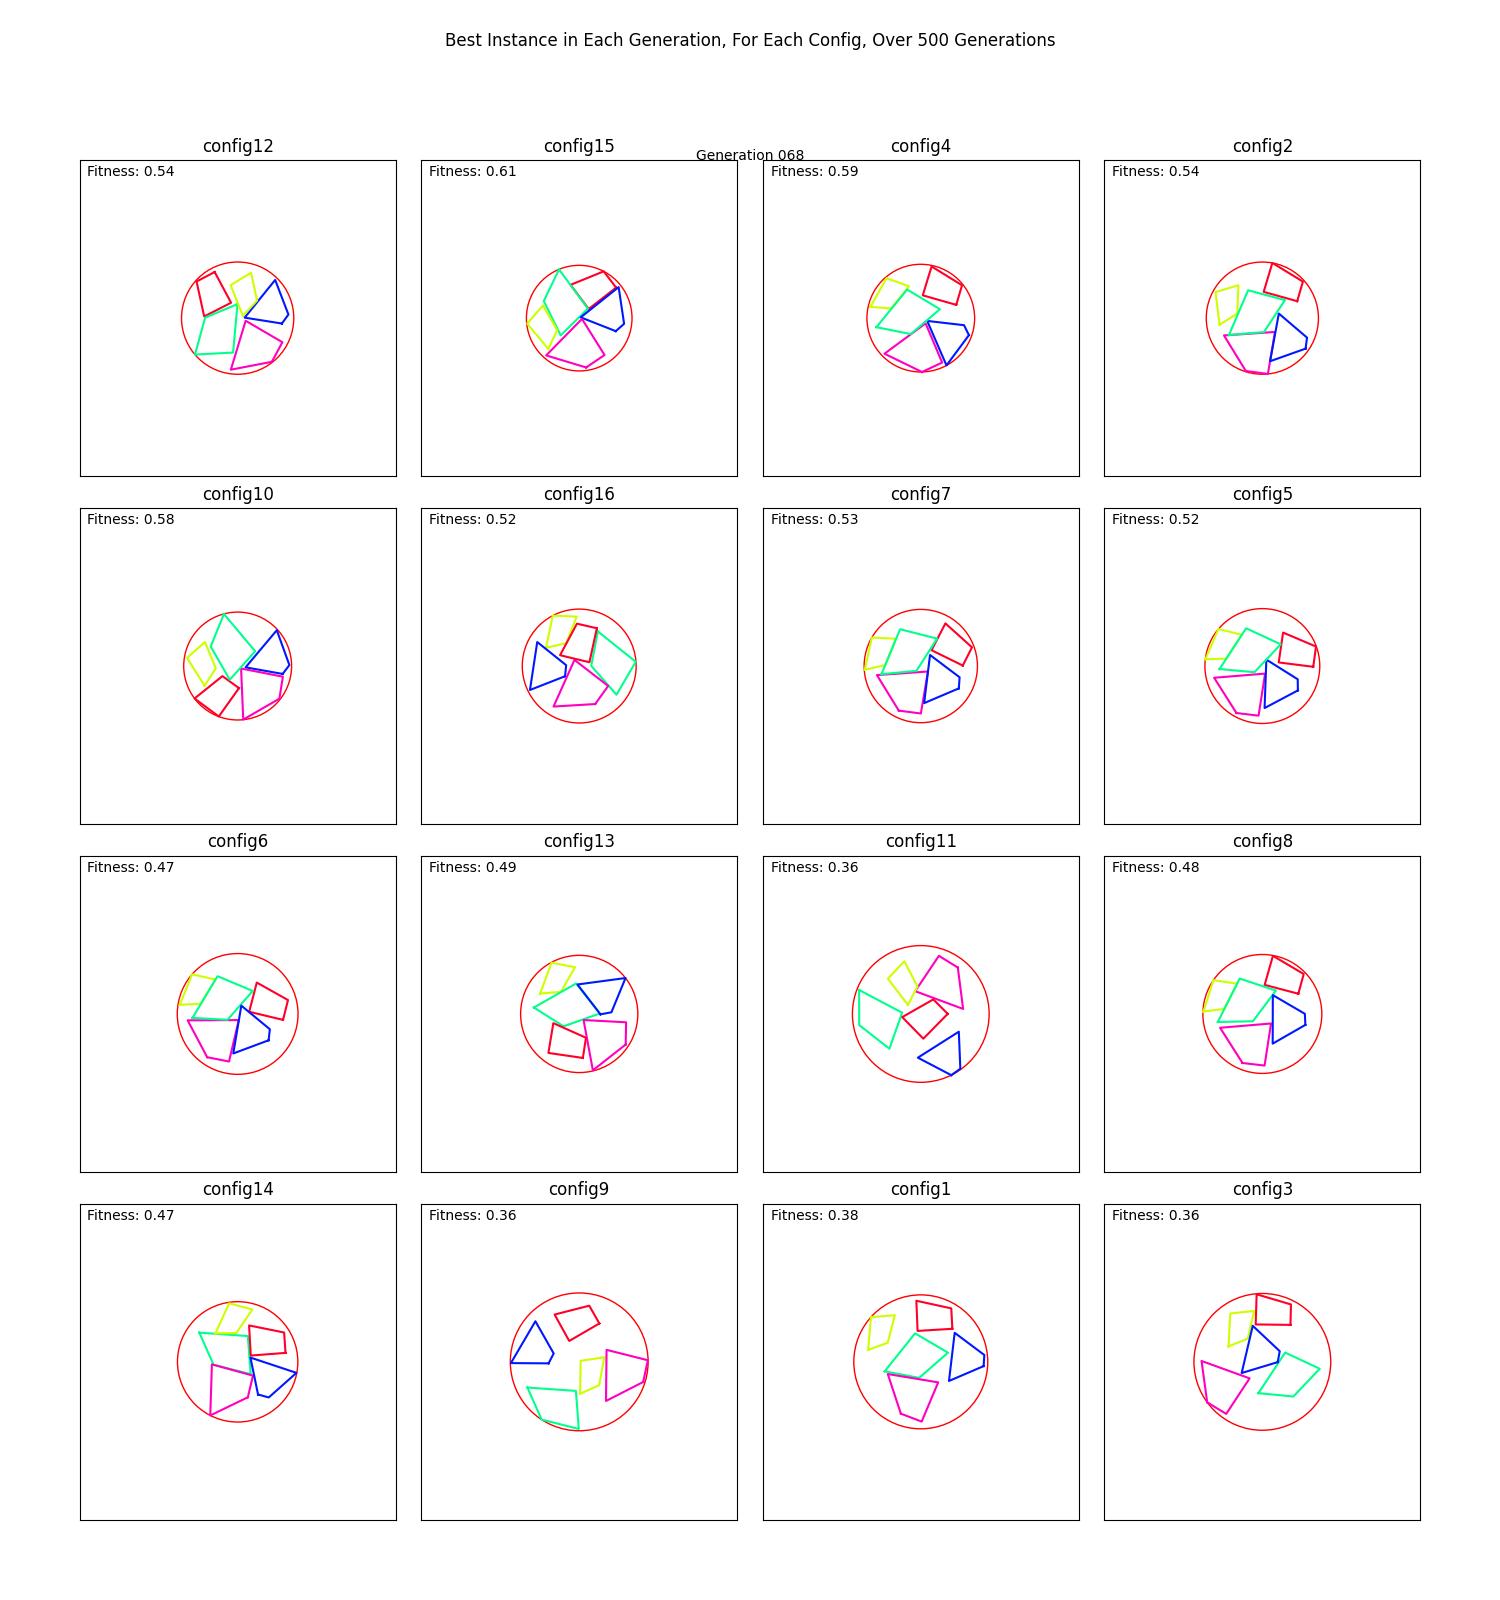 Best Instance in Each Generation, For Each Config, Over 500 Generations
config12
config15
config4
config2
Generation 068
Fitness: 0.54
Fitness: 0.61
Fitness: 0.59
Fitness: 0.54
config10
config16
config7
config5
Fitness: 0.58
Fitness: 0.52
Fitness: 0.53
Fitness: 0.52
config6
config13
config11
config8
Fitness: 0.47
Fitness: 0.49
Fitness: 0.36
Fitness: 0.48
config14
config9
config1
config3
Fitness: 0.47
Fitness: 0.36
Fitness: 0.38
Fitness: 0.36